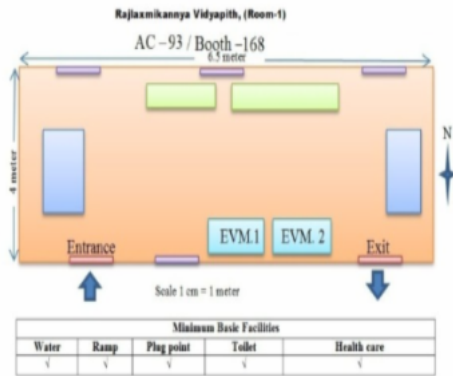 Rajlaxmikannya Vidyapith, (Room-1)
AC -93 / Booth -168
6.5 meter
N
4 meter
EVM.1 EVM. 2
Entrance Exit
Scale 1 cm = 1 meter
Minimum Basic Facilities
Water Ramp Plug point Toilet Health care
√ √ √ √ √